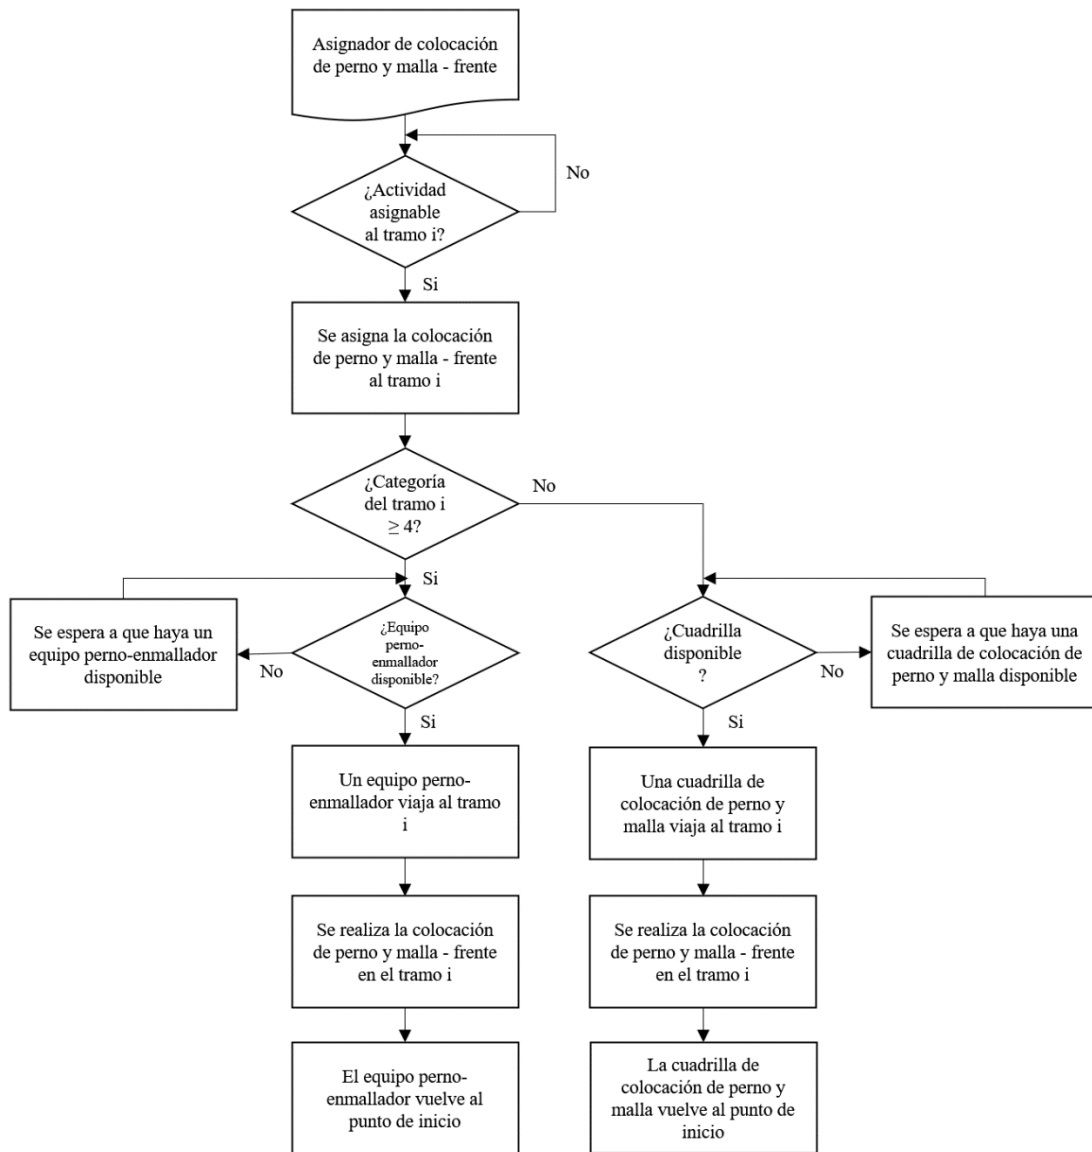 Asignador de colocación
de perno y malla - frente
No
¿Actividad
asignable
al tramo i?
Si
Se asigna la colocación
de perno y malla - frente
al tramo i
¿Categoría
del tramo i
≥ 4?
No
Si
Se espera a que haya un
equipo perno-enmallador
disponible
No
¿Equipo
perno-
enmallador
disponible?
Si
¿Cuadrilla
disponible
?
No
Se espera a que haya una
cuadrilla de colocación de
perno y malla disponible
Si
Un equipo perno-
enmallador viaja al tramo
i
Una cuadrilla de
colocación de perno y
malla viaja al tramo i
Se realiza la colocación
de perno y malla - frente
en el tramo i
Se realiza la colocación
de perno y malla - frente
en el tramo i
El equipo perno-
enmallador vuelve al
punto de inicio
La cuadrilla de
colocación de perno y
malla vuelve al punto de
inicio